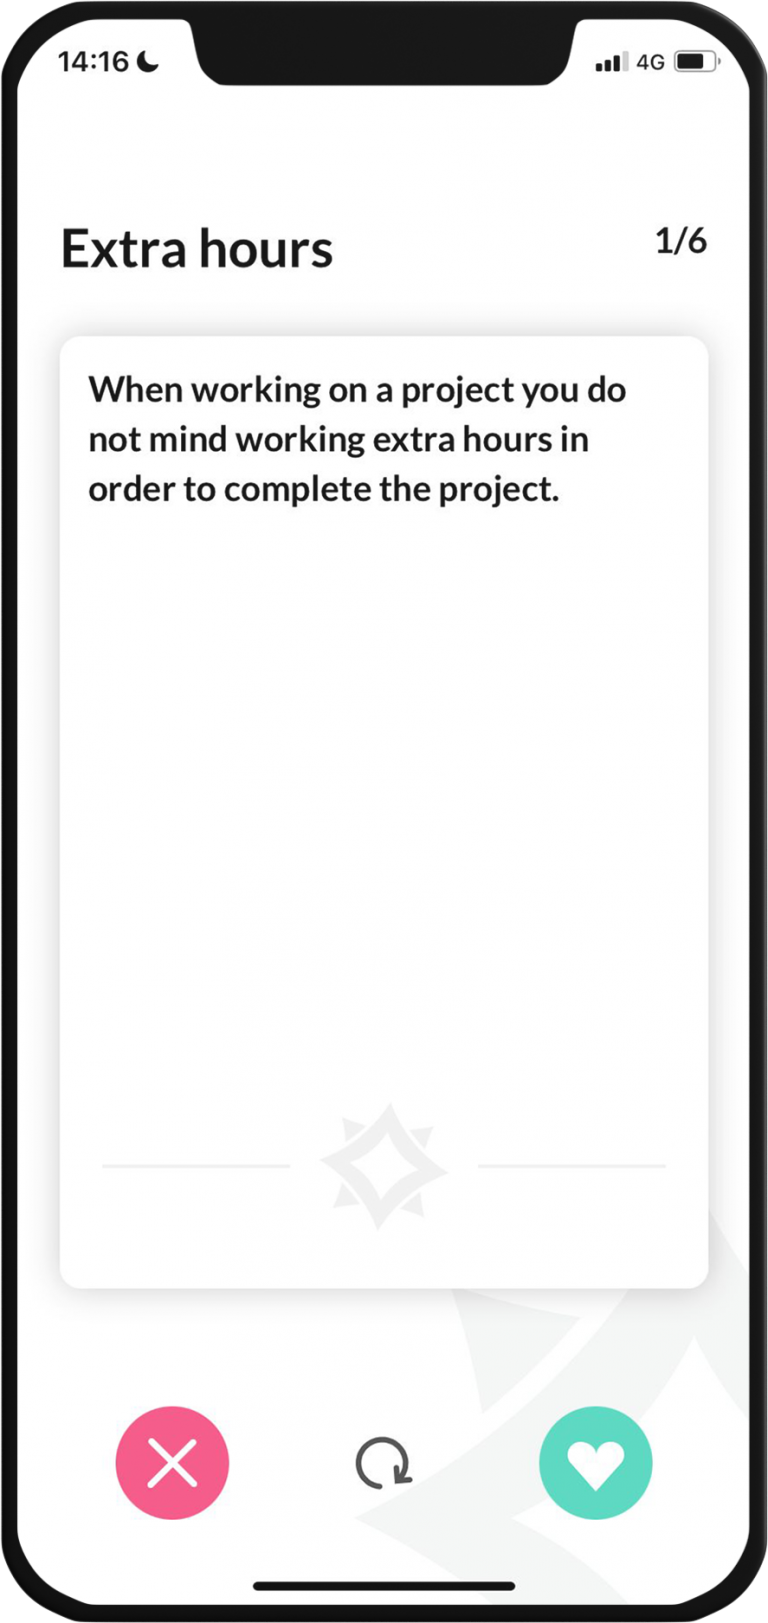 14:16
4G
Extra hours
1/6
When working on a project you do
not mind working extra hours in
order to complete the project.